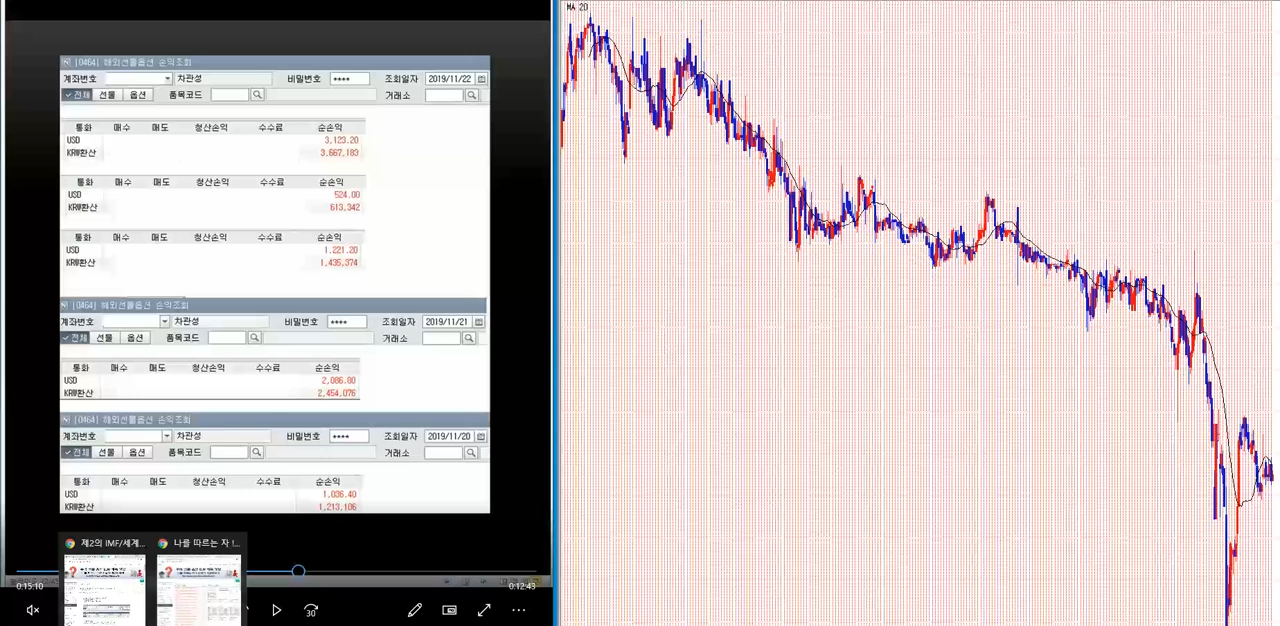 MA 20
[0464] 해외선물옵션 손익조회
계좌번호 차관성 비밀번호 **** 조회일자 2019/11/22
전체 선물 옵션 품목코드 거래소
통화 매수 매도 청산손익 수수료 순손익
USD 3,123.20
KRW환산 3,667,183
통화 매수 매도 청산손익 수수료 순손익
USD 524.00
KRW환산 613,342
통화 매수 매도 청산손익 수수료 순손익
USD 1,221.20
KRW환산 1,435,374
[0464] 해외선물옵션 손익조회
계좌번호 차관성 비밀번호 **** 조회일자 2019/11/21
전체 선물 옵션 품목코드 거래소
통화 매수 매도 청산손익 수수료 순손익
USD 2,086.80
KRW환산 2,454,076
[0464] 해외선물옵션 손익조회
계좌번호 차관성 비밀번호 **** 조회일자 2019/11/20
전체 선물 옵션 품목코드 거래소
통화 매수 매도 청산손익 수수료 순손익
USD 1,036.40
KRW환산 1,213,106
제2의 IMF/세계... 나를 따르는 자 !...
0:15:10 0:12:43
30